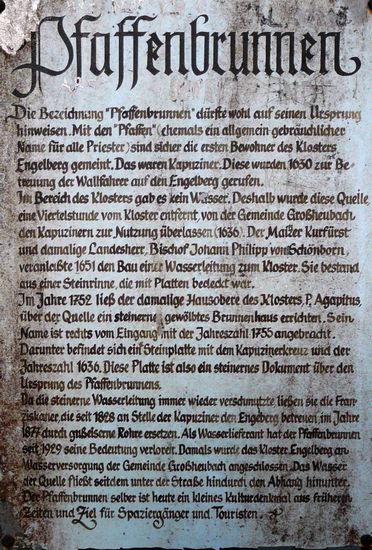 Pfaffenbrunnen
Die Bezeichnung "Pfaffenbrunnen" dürfte wohl auf seinen Ursprung
hinweisen. Mit den "Pfaffen" (ehemals ein allgemein gebräuchlicher
Name für alle Priester) sind sicher die ersten Bewohner des Klosters
Engelberg gemeint. Das waren Kapuziner. Diese wurden 1630 zur Be-
treuung der Wallfahrer auf den Engelberg gerufen.
Im Bereich des Klosters gab es kein Wasser. Deshalb wurde diese Quelle,
eine Viertelstunde vom Kloster entfernt, von der Gemeinde Großheubach
den Kapuzinern zur Nutzung überlassen (1636). Der Mainzer Kurfürst
und damalige Landesherr, Bischof Johann Philipp von Schönborn,
veranlaßte 1651 den Bau einer Wasserleitung zum Kloster. Sie bestand
aus einer Steinrinne, die mit Platten bedeckt war.
Im Jahre 1752 ließ der damalige Hausobere des Klosters, P. Agapitus,
über der Quelle ein steinernes gewölbtes Brunnenhaus errichten. Sein
Name ist rechts vom Eingang mit der Jahreszahl 1755 angebracht.
Darunter befindet sich ein Steinplatte mit dem Kapuzinerkreuz und der
Jahreszahl 1636. Diese Platte ist also ein steinernes Dokument über den
Ursprung des Pfaffenbrunnens.
Da die steinerne Wasserleitung immer wieder verschmutzte ließen sie die Fran-
ziskaner, die seit 1828 an Stelle der Kapuziner den Engeberg betreuen, im Jahre
1877 durch gußeiserne Rohre ersetzen. Als Wasserlieferant hat der Pfaffenbrunnen
seit 1929 seine Bedeutung verloren. Damals wurde das Kloster Engelberg an
Wasserversorgung der Gemeinde Großheubach angeschlossen. Das Wasser
der Quelle fließt seitdem unter der Straße hindurch den Abhang hinunter.
Der Pfaffenbrunnen selber ist heute ein kleines Kulturdenkmal aus früheren
Zeiten und Ziel für Spaziergänger und Touristen.